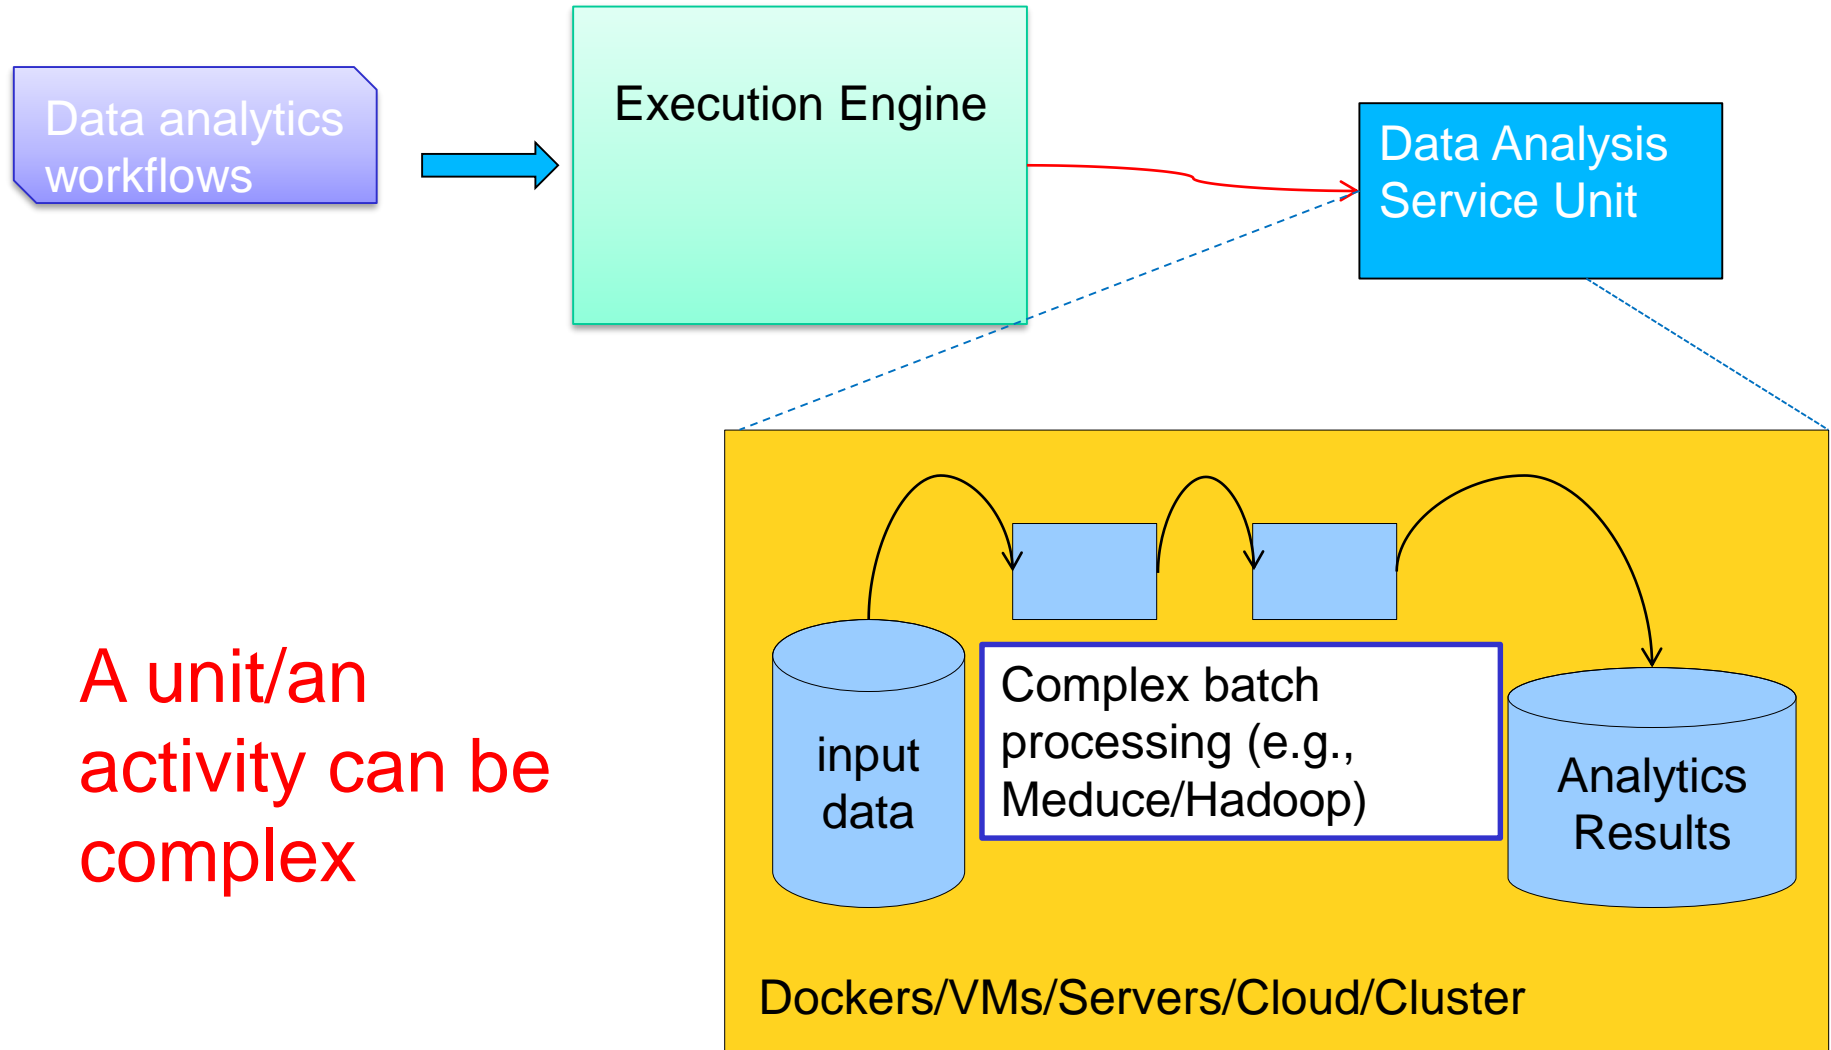 Data analytics
workflows
Execution Engine
Data Analysis
Service Unit
A unit/an
activity can be
complex
input
data
Complex batch
processing (e.g.,
Meduce/Hadoop)
Analytics
Results
Dockers/VMs/Servers/Cloud/Cluster